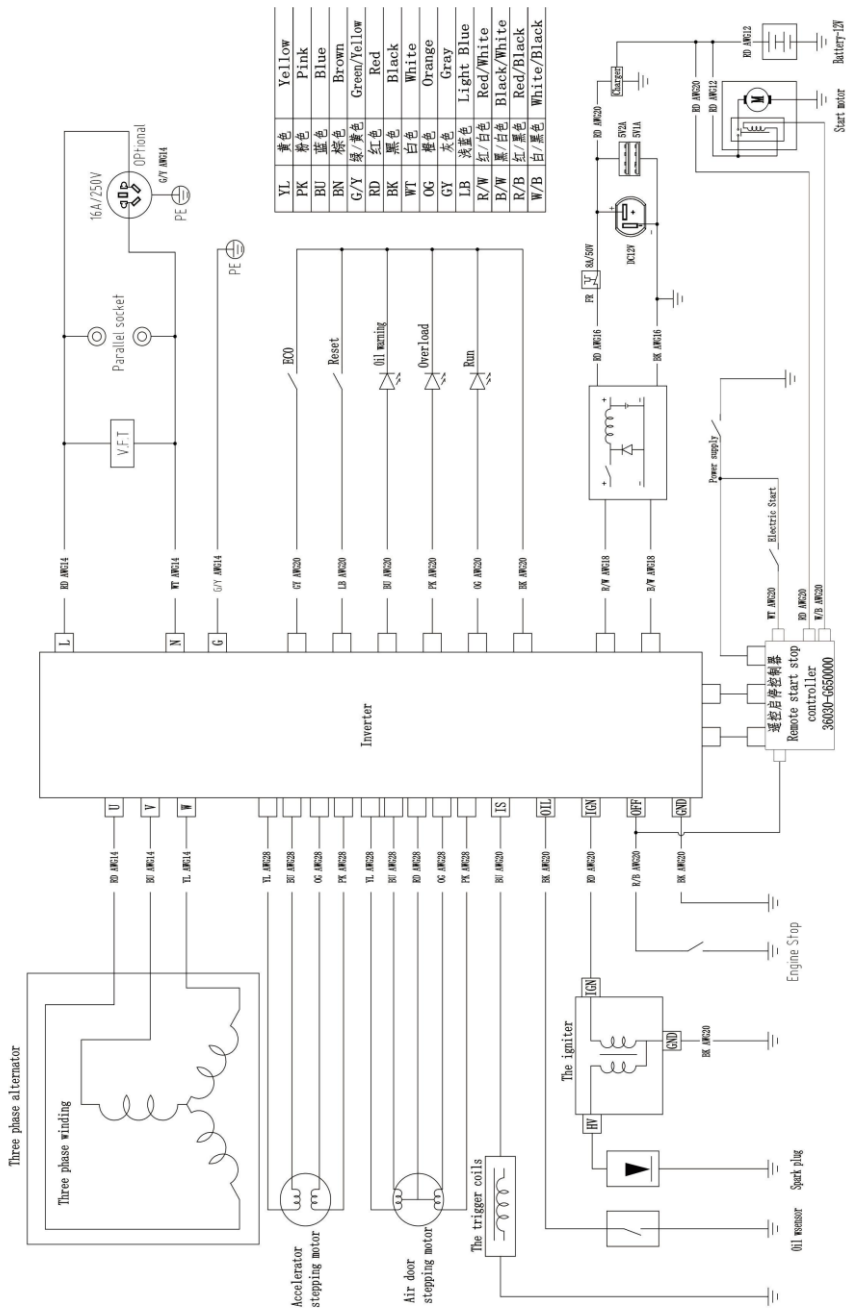 Three phase alternator
Three phase winding
RD AWG14
BU AWG14
YL AWG14
U
V
W
Accelerator
stepping motor
YL AWG28
BU AWG28
OG AWG28
PK AWG28
Air door
stepping motor
YL AWG28
BU AWG28
RD AWG28
OG AWG28
PK AWG28
The trigger coils
BU AWG20
IS
Oil wsensor
BK AWG20
OIL
Spark plug
The igniter
HV
IGN
GND
BK AWG20
RD AWG20
IGN
Engine Stop
R/B AWG20
OFF
BK AWG20
GND
Inverter
L
N
G
RD AWG14
WT AWG14
G/Y AWG14
V.F.T
Parallel socket
16A/250V
OPtional
G/Y AWG14
PE
PE
GY AWG20
ECO
LB AWG20
Reset
BU AWG20
Oil warning
PK AWG20
Overload
OG AWG20
Run
BK AWG20
YL 黄色 Yellow
PK 粉色 Pink
BU 蓝色 Blue
BN 棕色 Brown
G/Y 绿/黄色 Green/Yellow
RD 红色 Red
BK 黑色 Black
WT 白色 White
OG 橙色 Orange
GY 灰色 Gray
LB 浅蓝色 Light Blue
R/W 红/白色 Red/White
B/W 黑/白色 Black/White
R/B 红/黑色 Red/Black
W/B 白/黑色 White/Black
R/W AWG18
B/W AWG18
+
+
-
-
RD AWG16
BK AWG16
FR
8A/50V
+
-
DC12V
5V2A
5V1A
RD AWG20
Charger
遥控启停控制器
Remote start stop
controller
36030-G650000
WT AWG20
Electric Start
Power supply
RD AWG20
W/B AWG20
RD AWG20
RD AWG12
RD AWG12
M
Start motor
Battery-12V